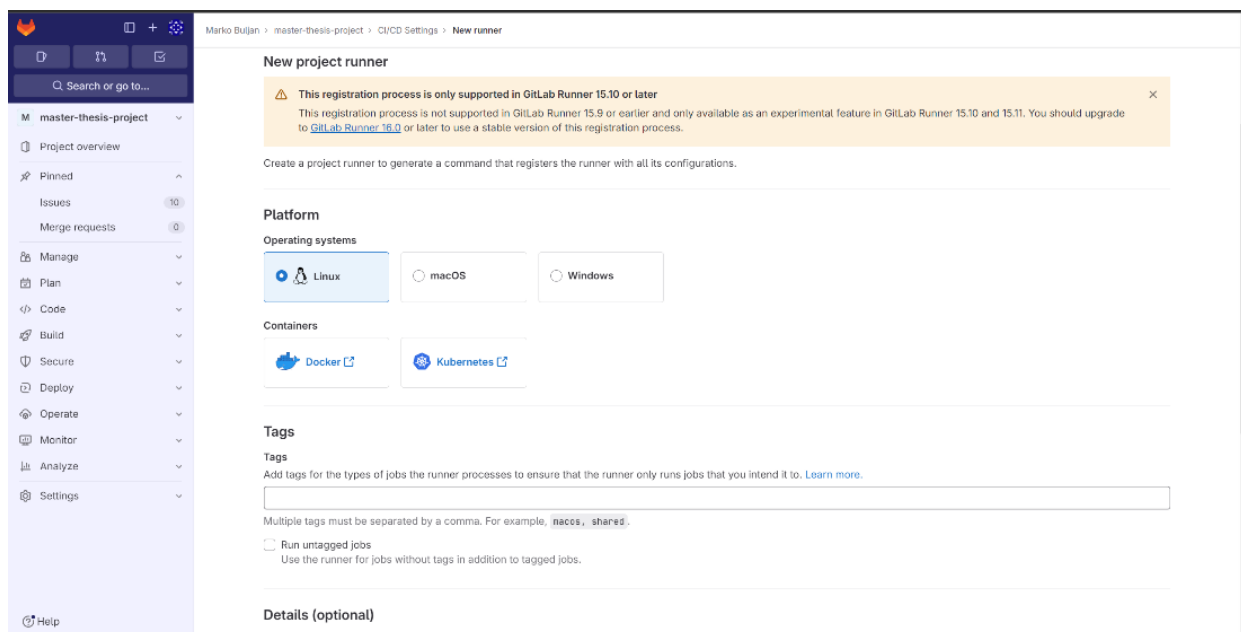 Marko Buljan > master-thesis-project > CI/CD Settings > New runner
Search or go to...
M master-thesis-project
Project overview
Pinned
Issues 10
Merge requests 0
Manage
Plan
Code
Build
Secure
Deploy
Operate
Monitor
Analyze
Settings
Help
New project runner
This registration process is only supported in GitLab Runner 15.10 or later
This registration process is not supported in GitLab Runner 15.9 or earlier and only available as an experimental feature in GitLab Runner 15.10 and 15.11. You should upgrade
to GitLab Runner 16.0 or later to use a stable version of this registration process.
Create a project runner to generate a command that registers the runner with all its configurations.
Platform
Operating systems
Linux macOS Windows
Containers
Docker Kubernetes
Tags
Tags
Add tags for the types of jobs the runner processes to ensure that the runner only runs jobs that you intend it to. Learn more.
Multiple tags must be separated by a comma. For example, nacos, shared.
Run untagged jobs
Use the runner for jobs without tags in addition to tagged jobs.
Details (optional)